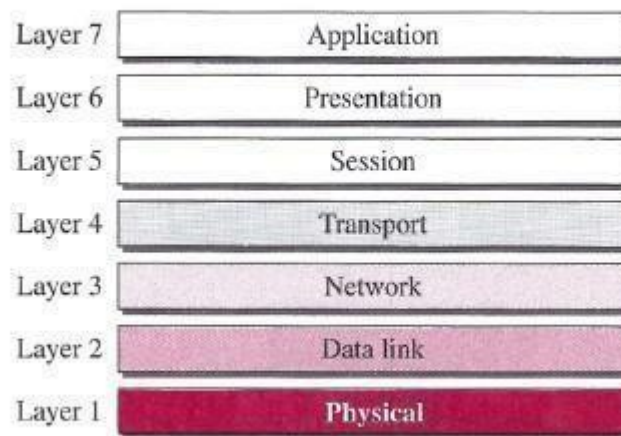 Layer 7 Application
Layer 6 Presentation
Layer 5 Session
Layer 4 Transport
Layer 3 Network
Layer 2 Data link
Layer 1 Physical